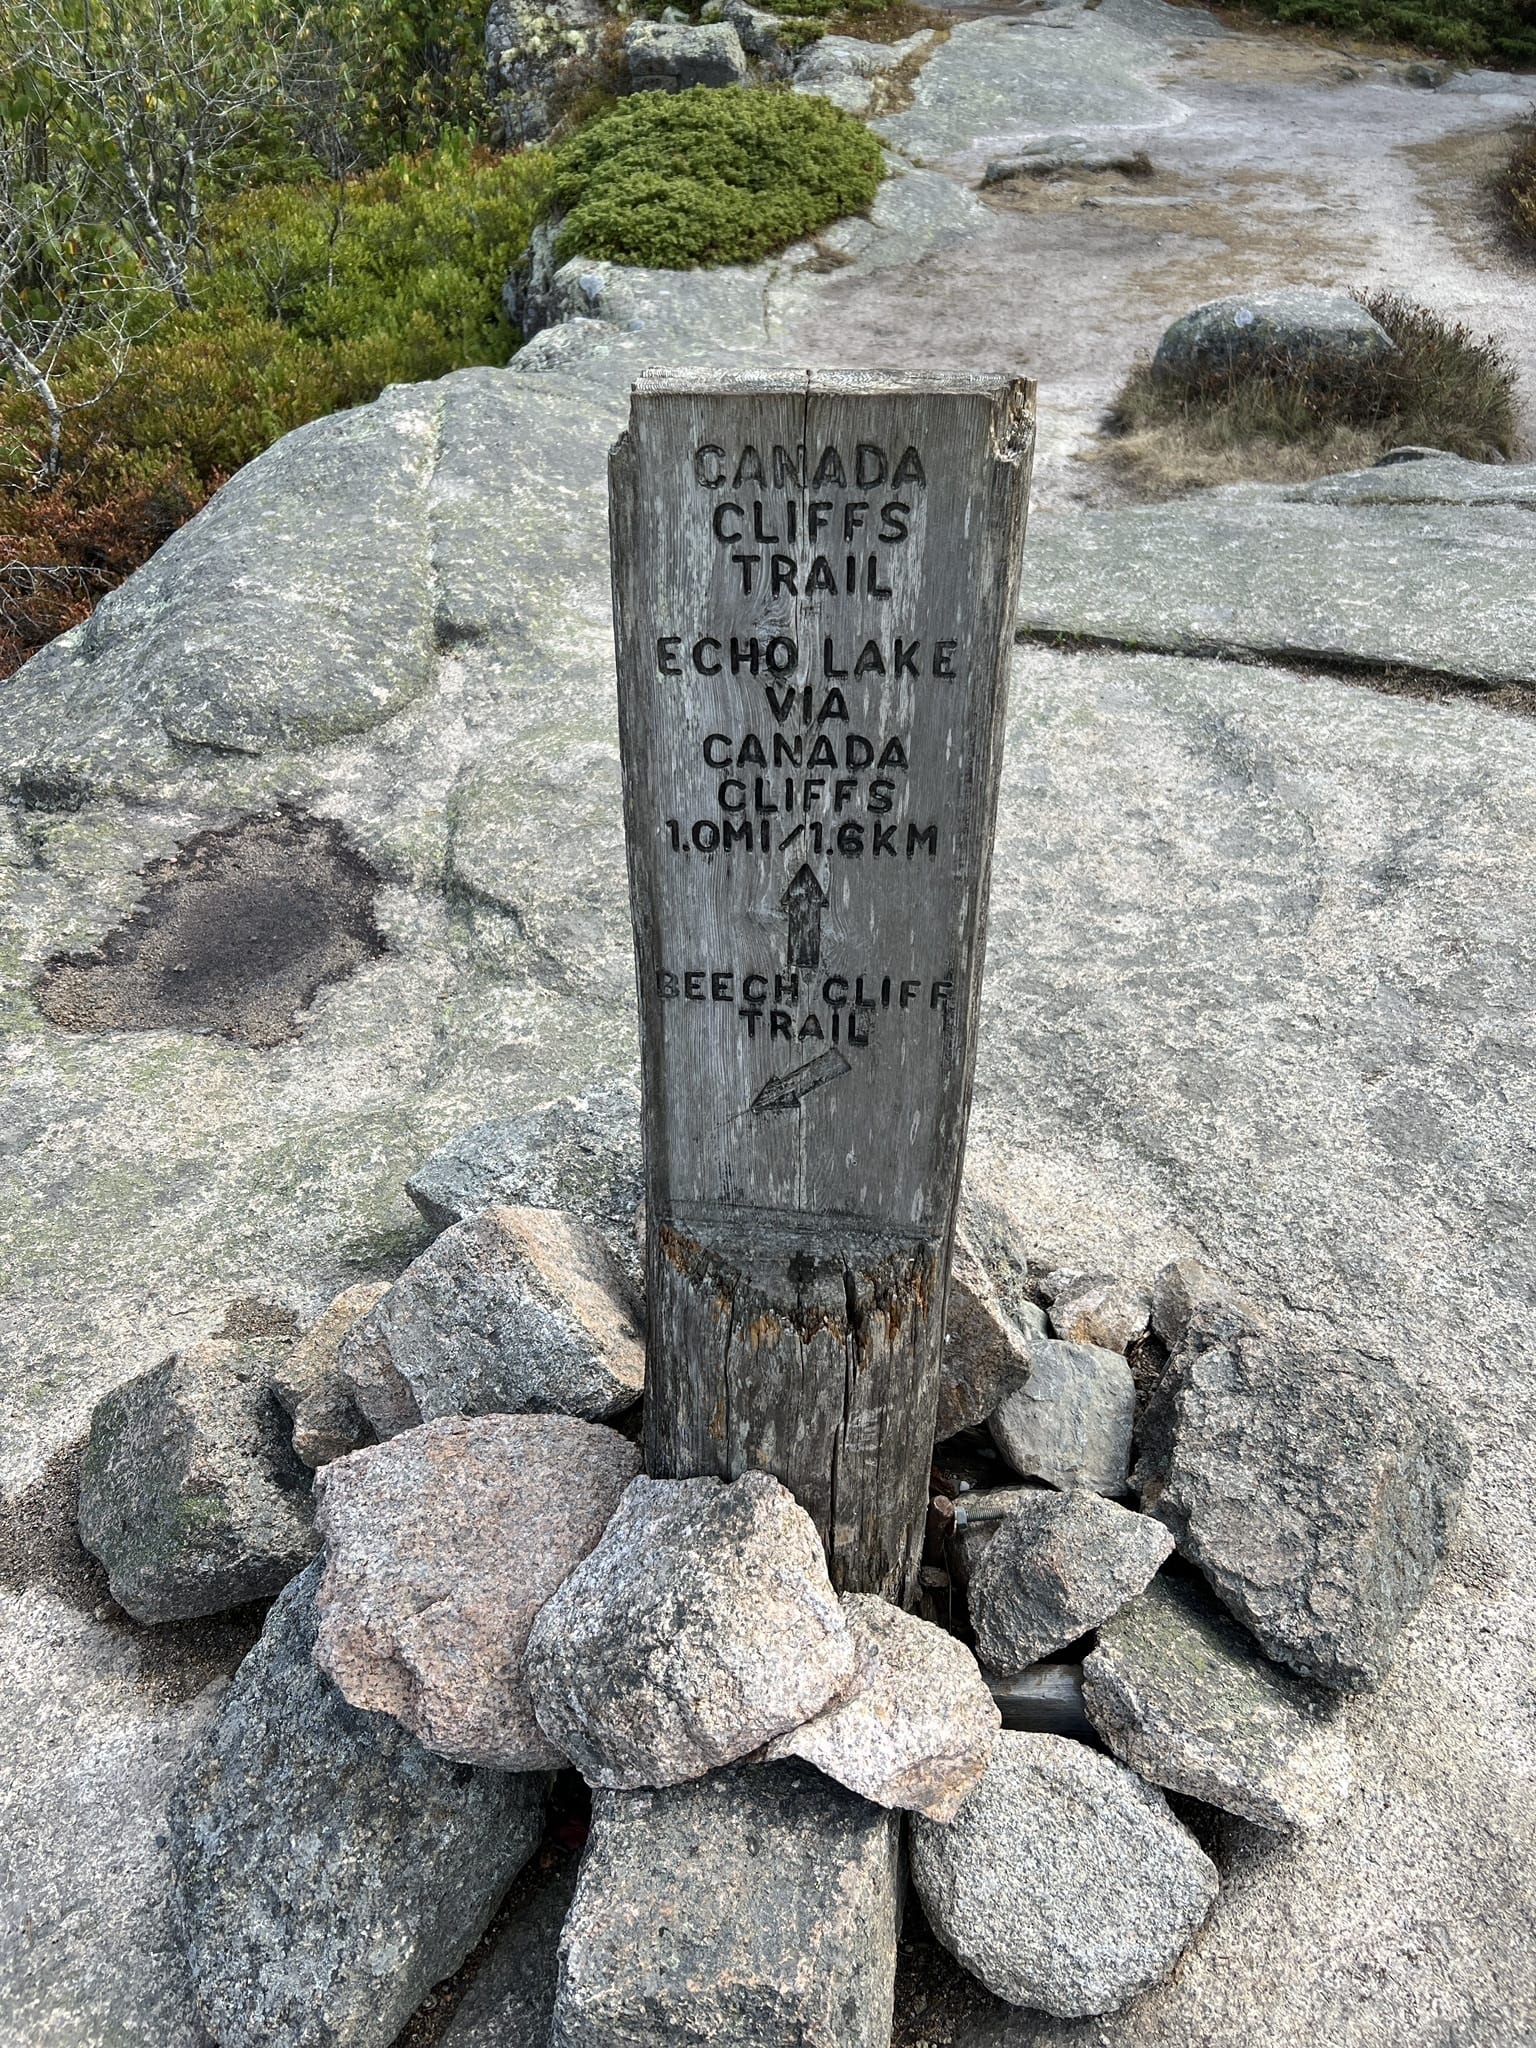 CANADA
CLIFFS
TRAIL
ECHO LAKE
VIA
CANADA
CLIFFS
1.0MI/1.6KM
BEECH CLIFF
TRAIL